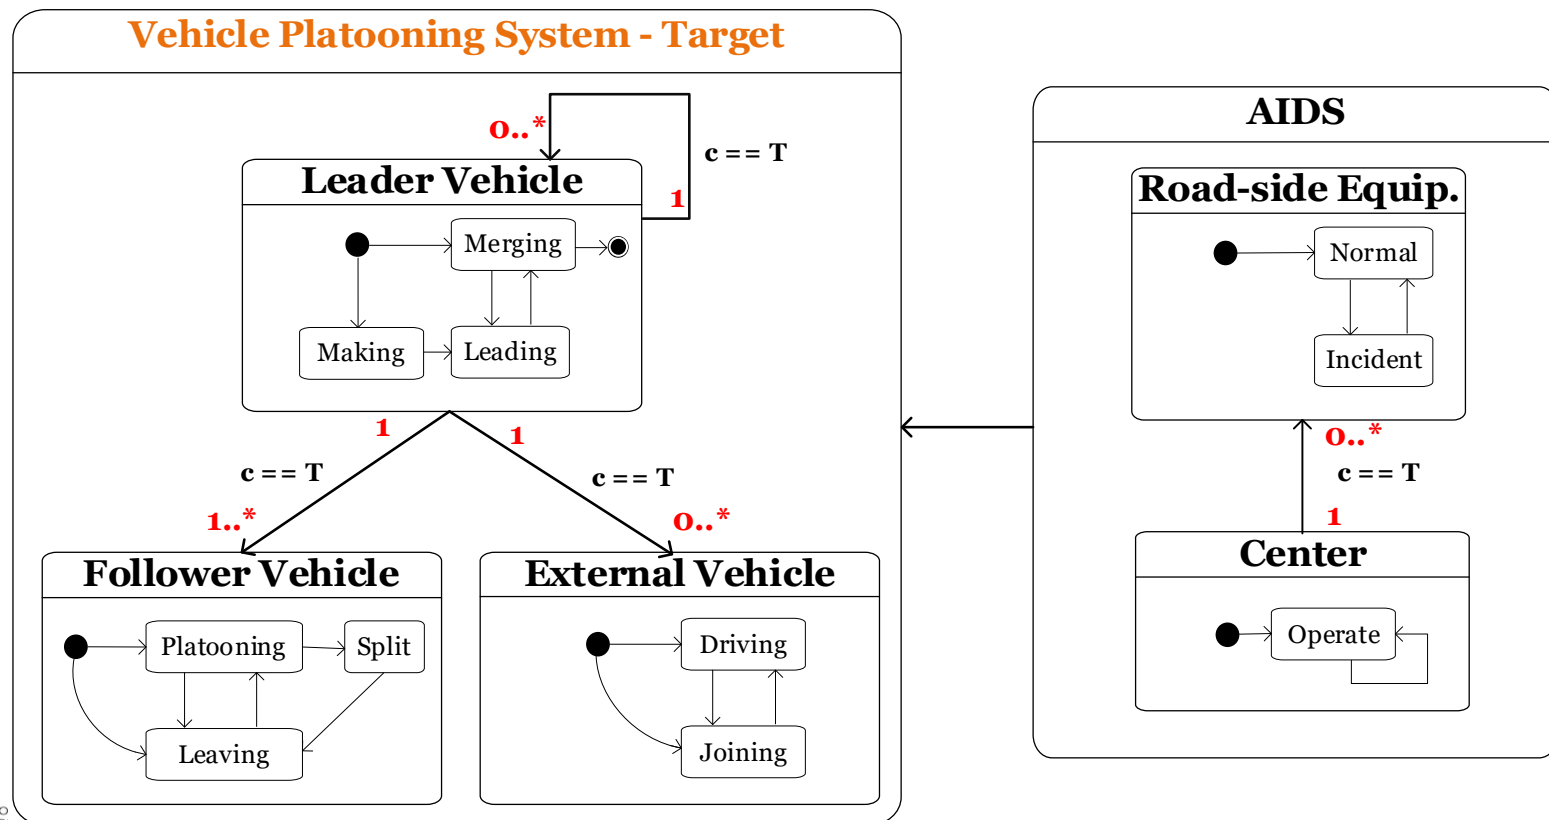 Vehicle Platooning System - Target
0..*
c == T
Leader Vehicle
1
Merging
Making
Leading
1
1
c == T
c == T
1..*
0..*
Follower Vehicle
Platooning
Split
Leaving
External Vehicle
Driving
Joining
AIDS
Road-side Equip.
Normal
Incident
0..*
c == T
1
Center
Operate